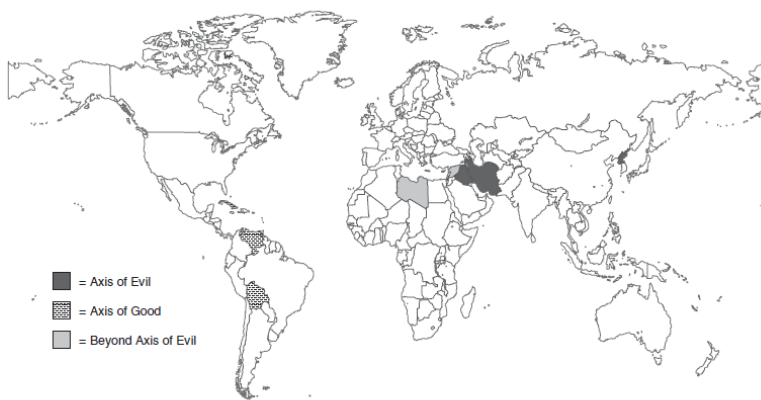 = Axis of Evil
= Axis of Good
= Beyond Axis of Evil